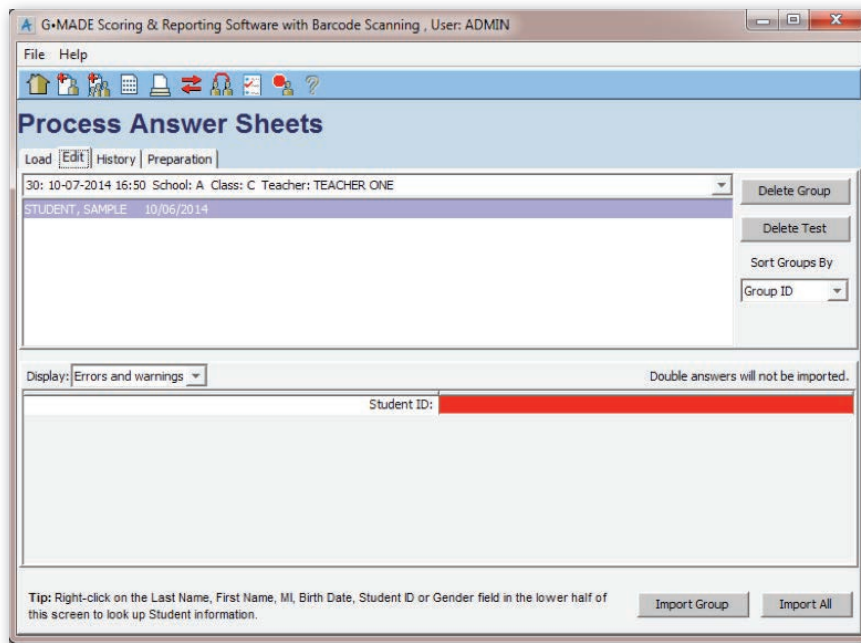 G•MADE Scoring & Reporting Software with Barcode Scanning , User: ADMIN
File Help
Process Answer Sheets
Load Edit History Preparation
30: 10-07-2014 16:50 School: A Class: C Teacher: TEACHER ONE
Delete Group
STUDENT, SAMPLE 10/06/2014
Delete Test
Sort Groups By
Group ID
Display: Errors and warnings
Double answers will not be imported.
Student ID:
Tip: Right-click on the Last Name, First Name, MI, Birth Date, Student ID or Gender field in the lower half of
this screen to look up Student information.
Import Group
Import All